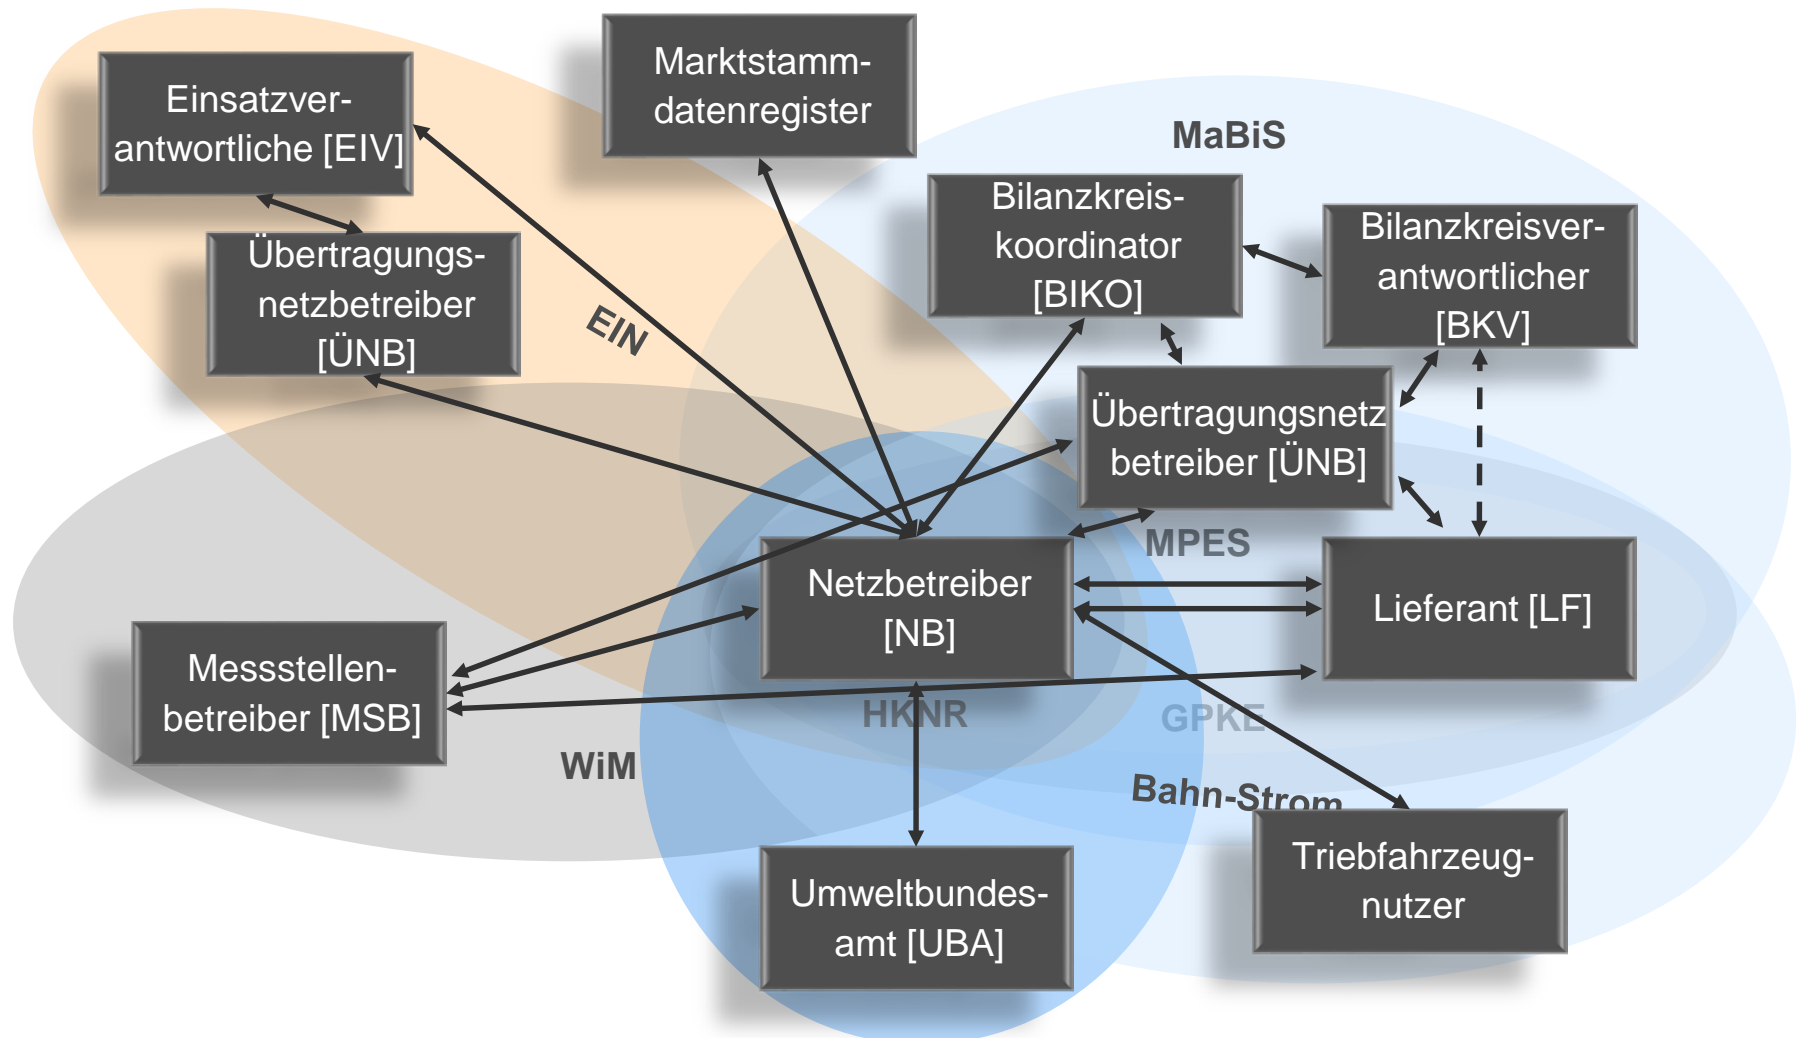 Marktstamm-
datenregister
Einsatzver-
antwortliche [EIV]
MaBiS
Bilanzkreis-
koordinator
[BIKO]
Bilanzkreisver-
antwortlicher
[BKV]
Übertragungs-
netzbetreiber
[ÜNB]
EIN
Übertragungsnetz
betreiber [ÜNB]
MPES
Netzbetreiber
[NB]
Lieferant [LF]
Messstellen-
betreiber [MSB]
HKNR
GPKE
WiM
Bahn-Strom
Triebfahrzeug-
nutzer
Umweltbundes-
amt [UBA]